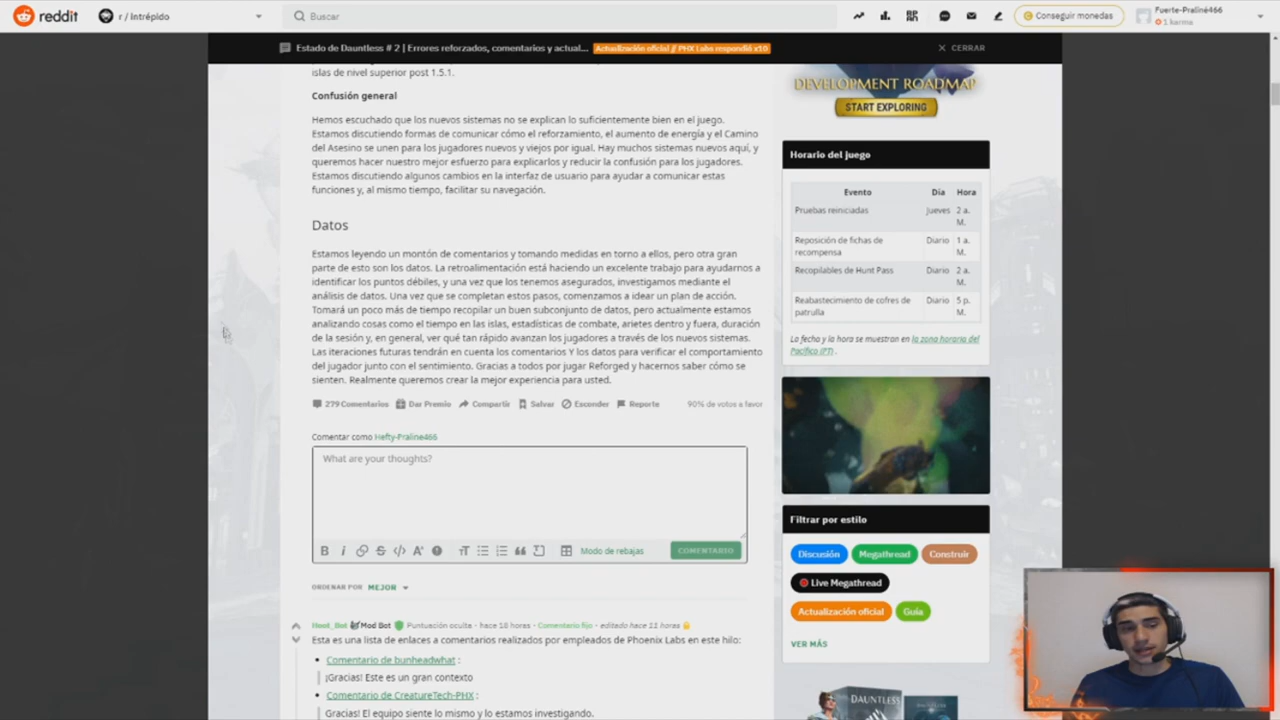 reddit
r / Intrépido
Buscar
Conseguir monedas
Fuerte-Praliné466
1 karma
Estado de Dauntless # 2 | Errores reforzados, comentarios y actual...
Actualización oficial // PHX Labs respondió x10
CERRAR
islas de nivel superior post 1.5.1.
Confusión general
Hemos escuchado que los nuevos sistemas no se explican lo suficientemente bien en el juego.
Estamos discutiendo formas de comunicar cómo el reforzamiento, el aumento de energía y el Camino
del Asesino se unen para los jugadores nuevos y viejos por igual. Hay muchos sistemas nuevos aquí, y
queremos hacer nuestro mejor esfuerzo para explicarlos y reducir la confusión para los jugadores.
Estamos discutiendo algunos cambios en la interfaz de usuario para ayudar a comunicar estas
funciones y, al mismo tiempo, facilitar su navegación.
Datos
Estamos leyendo un montón de comentarios y tomando medidas en torno a ellos, pero otra gran
parte de esto son los datos. La retroalimentación está haciendo un excelente trabajo para ayudarnos a
identificar los puntos débiles, y una vez que los tenemos asegurados, investigamos mediante el
análisis de datos. Una vez que se completan estos pasos, comenzamos a idear un plan de acción.
Tomará un poco más de tiempo recopilar un buen subconjunto de datos, pero actualmente estamos
analizando cosas como el tiempo en las islas, estadísticas de combate, arietes dentro y fuera, duración
de la sesión y, en general, ver qué tan rápido avanzan los jugadores a través de los nuevos sistemas.
Las iteraciones futuras tendrán en cuenta los comentarios Y los datos para verificar el comportamiento
del jugador junto con el sentimiento. Gracias a todos por jugar Reforged y hacernos saber cómo se
sienten. Realmente queremos crear la mejor experiencia para usted.
279 Comentarios Dar Premio Compartir Salvar Esconder Reporte 90% de votos a favor
Comentar como Hefty-Praline466
What are your thoughts?
Modo de rebajas
COMENTARIO
ORDENAR POR MEJOR
Hunt_Bot Mod Bot Puntuación oculta · hace 18 horas · Comentario fijo · editado hace 11 horas
Esta es una lista de enlaces a comentarios realizados por empleados de Phoenix Labs en este hilo:
• Comentario de bunheadwhat :
¡Gracias! Este es un gran contexto
• Comentario de CreatureTech-PHX :
Gracias! El equipo siente lo mismo y lo estamos investigando.
DEVELOPMENT ROADMAP
START EXPLORING
Horario del juego
Evento Día Hora
Pruebas reiniciadas Jueves 2 a.
M.
Reposición de fichas de Diario 1 a.
recompensa M.
Recopilables de Hunt Pass Diario 2 a.
M.
Reabastecimiento de cofres de Diario 5 p.
patrulla M.
La fecha y la hora se muestran en la zona horaria del
Pacífico (PT) .
Filtrar por estilo
Discusión Megathread Construir
Live Megathread
Actualización oficial Guía
VER MÁS
DAUNTLESS